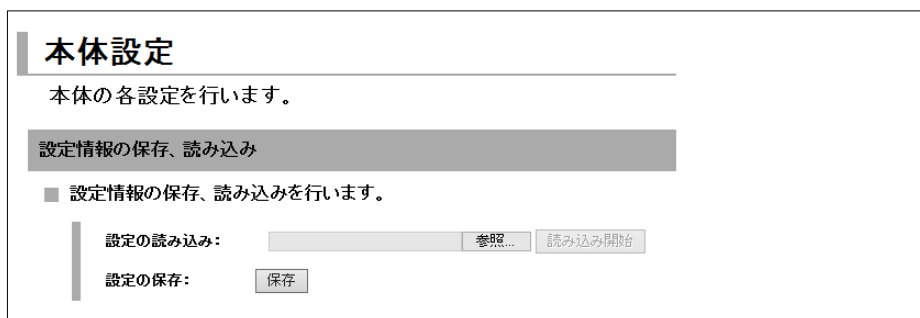 本体設定
本体の各設定を行います。
設定情報の保存、読み込み
設定情報の保存、読み込みを行います。
設定の読み込み： 参照... 読み込み開始
設定の保存： 保存